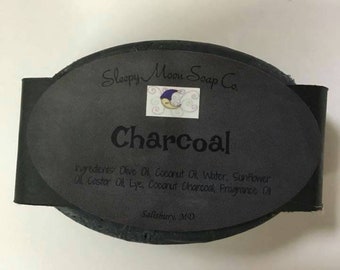 Sleepy Moon Soap Co.
Charcoal
Ingredients: Olive Oil, Coconut Oil, Water, Sunflower
Oil, Castor Oil, Lye, Coconut Charcoal, Fragrance Oil
Salisbury, MD.